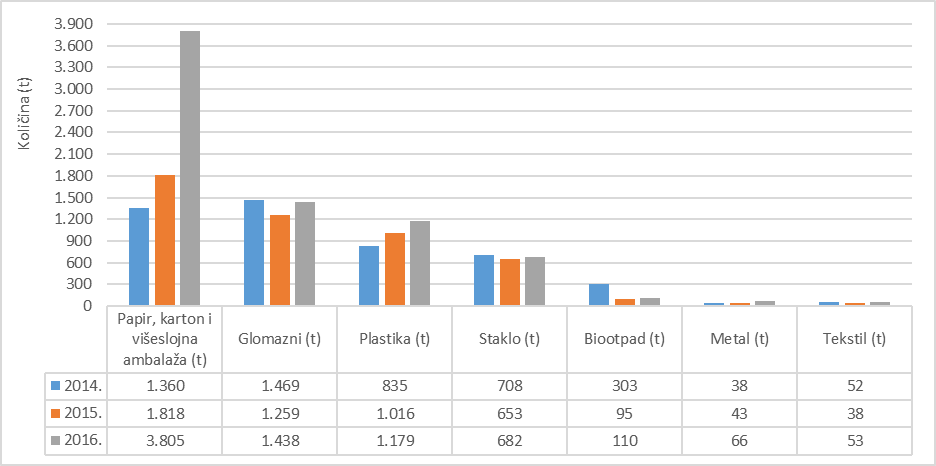 3.900
3.600
3.300
3.000
2.700
2.400
2.100
1.800
1.500
1.200
900
600
300
0
Količina (t)
Papir, karton i
višeslojna
ambalaža (t)
Glomazni (t)
Plastika (t)
Staklo (t)
Biootpad (t)
Metal (t)
Tekstil (t)
2014. 1.360 1.469 835 708 303 38 52
2015. 1.818 1.259 1.016 653 95 43 38
2016. 3.805 1.438 1.179 682 110 66 53